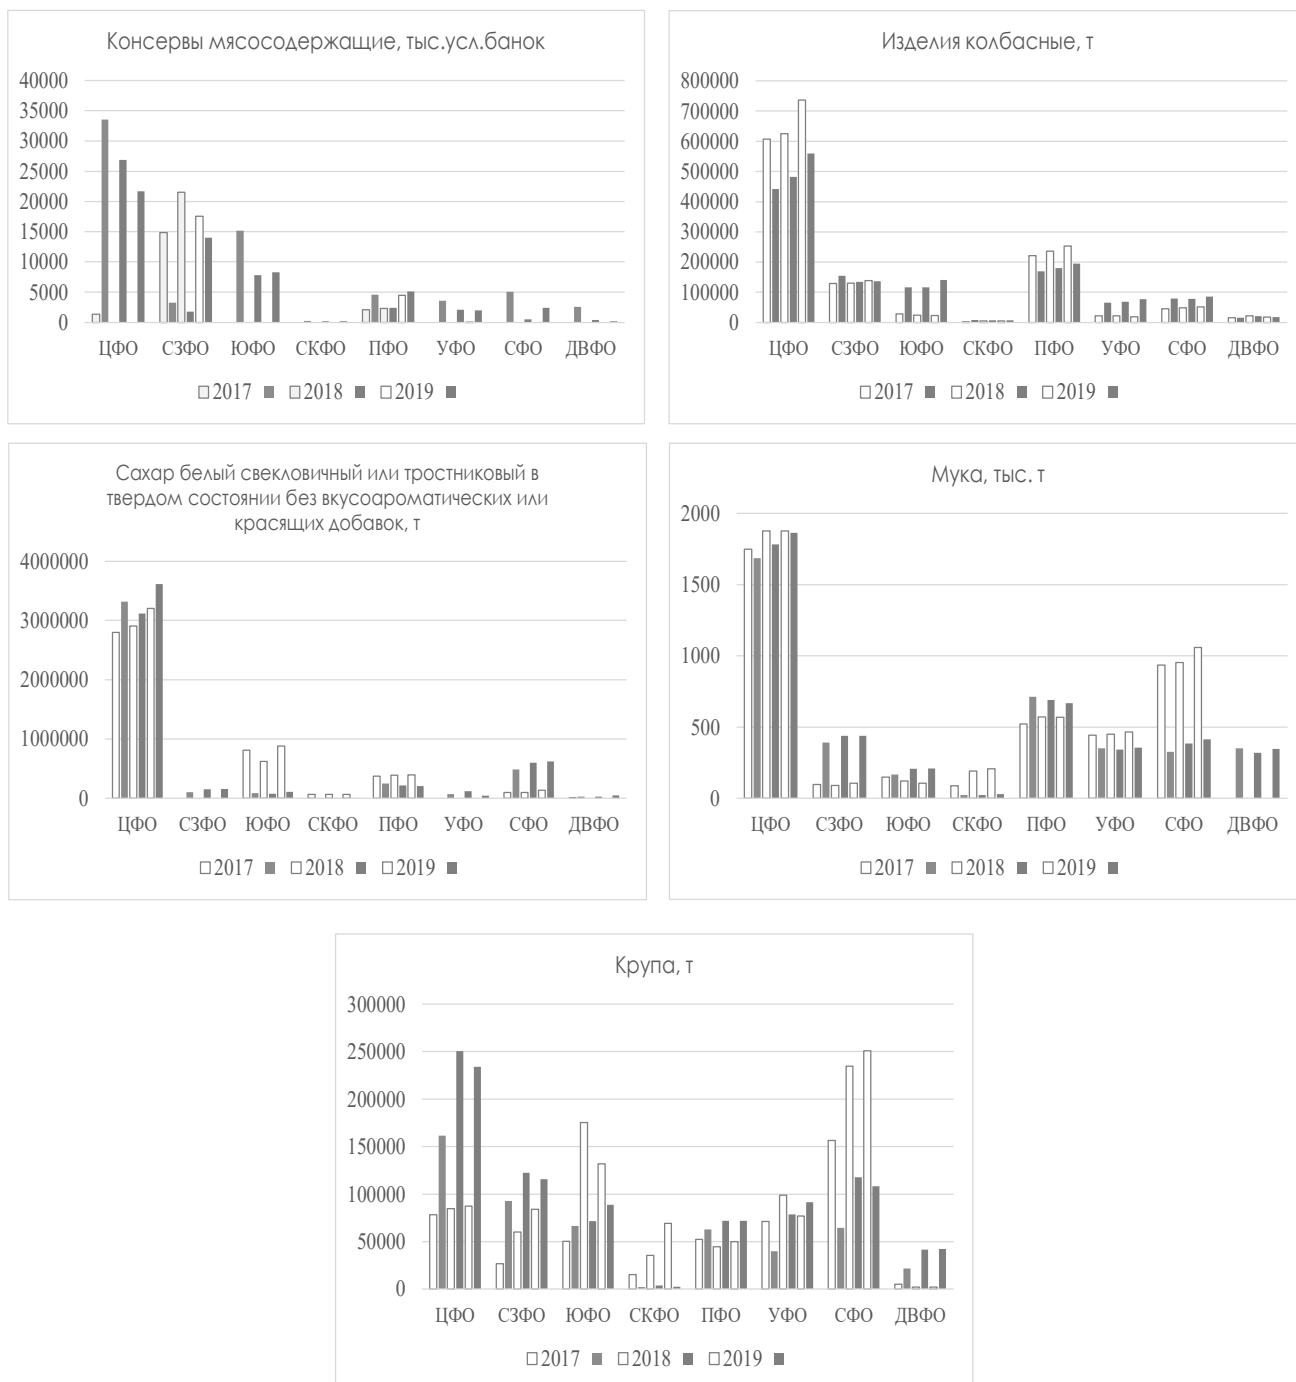 Консервы мясосодержащие, тыс.усл.банок
40000
35000
30000
25000
20000
15000
10000
5000
0
ЦФО СЗФО ЮФО СКФО ПФО УФО СФО ДВФО
2017 2018 2019
Изделия колбасные, т
800000
700000
600000
500000
400000
300000
200000
100000
0
ЦФО СЗФО ЮФО СКФО ПФО УФО СФО ДВФО
2017 2018 2019
Сахар белый свекловичный или тростниковый в
твердом состоянии без вкусоароматических или
красящих добавок, т
4000000
3000000
2000000
1000000
0
ЦФО СЗФО ЮФО СКФО ПФО УФО СФО ДВФО
2017 2018 2019
Мука, тыс. т
2000
1500
1000
500
0
ЦФО СЗФО ЮФО СКФО ПФО УФО СФО ДВФО
2017 2018 2019
Крупа, т
300000
250000
200000
150000
100000
50000
0
ЦФО СЗФО ЮФО СКФО ПФО УФО СФО ДВФО
2017 2018 2019